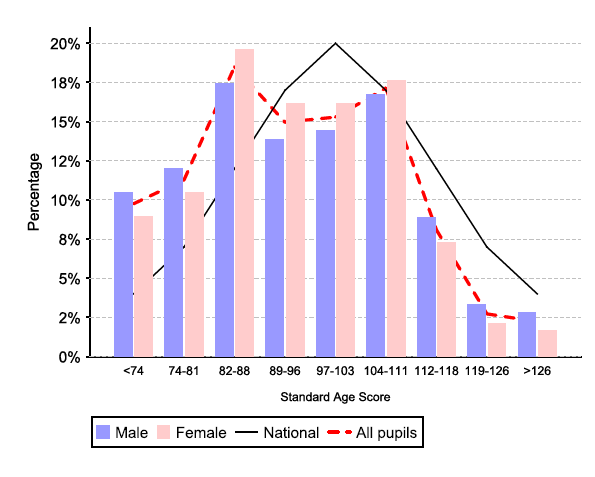 20%
18%
15%
12%
10%
8%
5%
2%
0%
Percentage
<74 74-81 82-88 89-96 97-103 104-111 112-118 119-126 >126
Standard Age Score
Male Female National All pupils